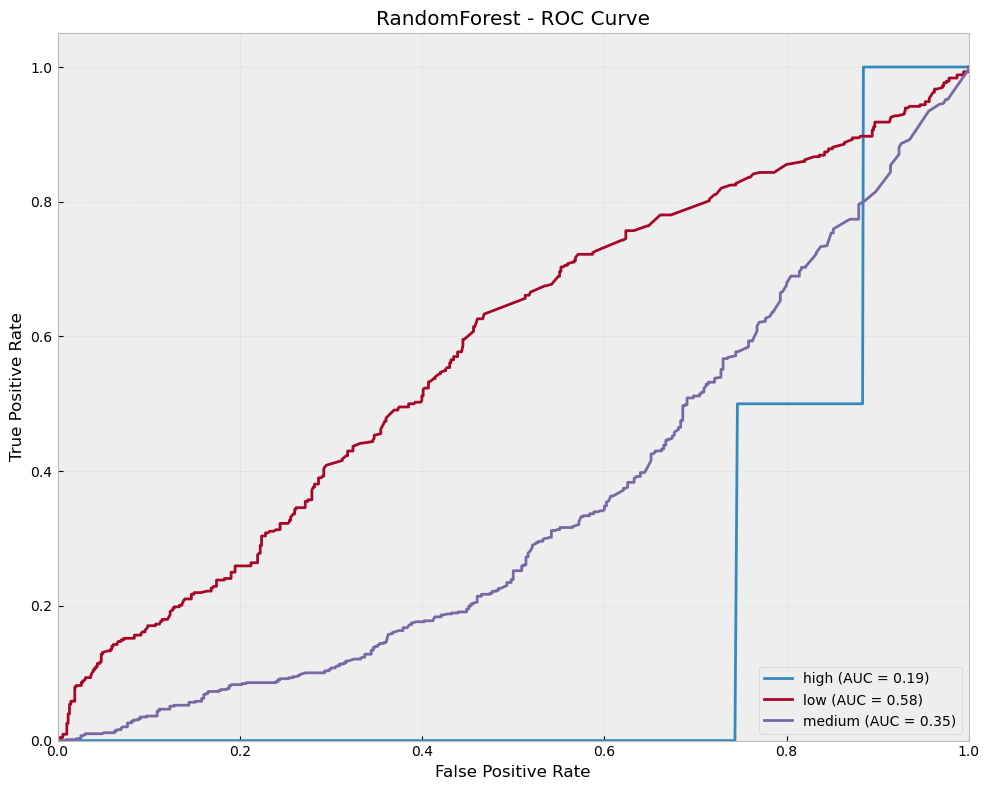 RandomForest - ROC Curve
True Positive Rate
1.0
0.8
0.6
0.4
0.2
0.0
high (AUC = 0.19)
low (AUC = 0.58)
medium (AUC = 0.35)
0.0 0.2 0.4 0.6 0.8 1.0
False Positive Rate